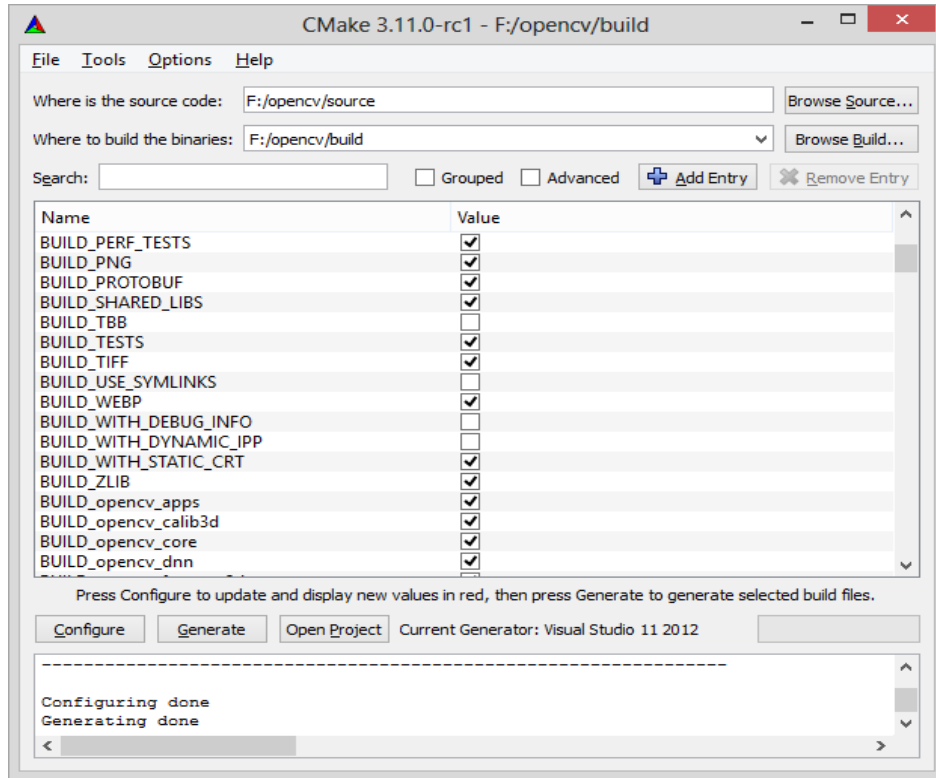 CMake 3.11.0-rc1 - F:/opencv/build
File Tools Options Help
Where is the source code: F:/opencv/source Browse Source...
Where to build the binaries: F:/opencv/build Browse Build...
Search: Grouped Advanced Add Entry Remove Entry
Name Value
BUILD_PERF_TESTS
BUILD_PNG
BUILD_PROTOBUF
BUILD_SHARED_LIBS
BUILD_TBB
BUILD_TESTS
BUILD_TIFF
BUILD_USE_SYMLINKS
BUILD_WEBP
BUILD_WITH_DEBUG_INFO
BUILD_WITH_DYNAMIC_IPP
BUILD_WITH_STATIC_CRT
BUILD_ZLIB
BUILD_opencv_apps
BUILD_opencv_calib3d
BUILD_opencv_core
BUILD_opencv_dnn
Press Configure to update and display new values in red, then press Generate to generate selected build files.
Configure Generate Open Project Current Generator: Visual Studio 11 2012
Configuring done
Generating done